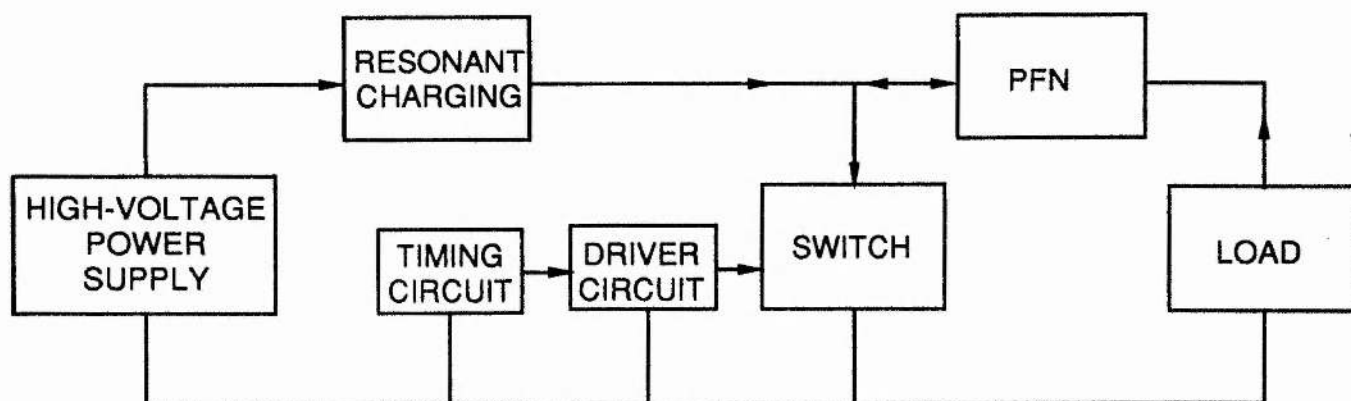 RESONANT
CHARGING
PFN
HIGH-VOLTAGE
POWER
SUPPLY
TIMING
CIRCUIT
DRIVER
CIRCUIT
SWITCH
LOAD